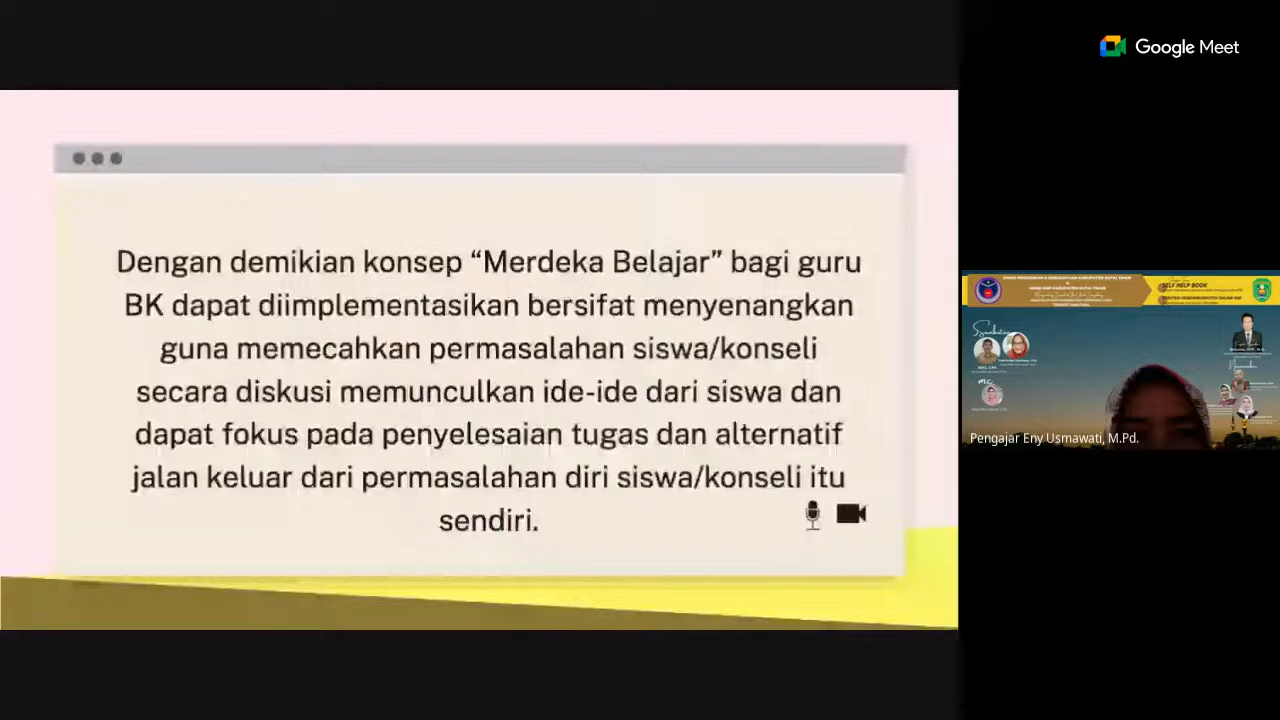 Google Meet
Dengan demikian konsep “Merdeka Belajar” bagi guru
BK dapat diimplementasikan bersifat menyenangkan
guna memecahkan permasalahan siswa/konseli
secara diskusi memunculkan ide-ide dari siswa dan
dapat fokus pada penyelesaian tugas dan alternatif
jalan keluar dari permasalahan diri siswa/konseli itu
sendiri.
SELF HELP BOOK
Sambutan
MC
Pengajar Eny Usmawati, M.Pd.